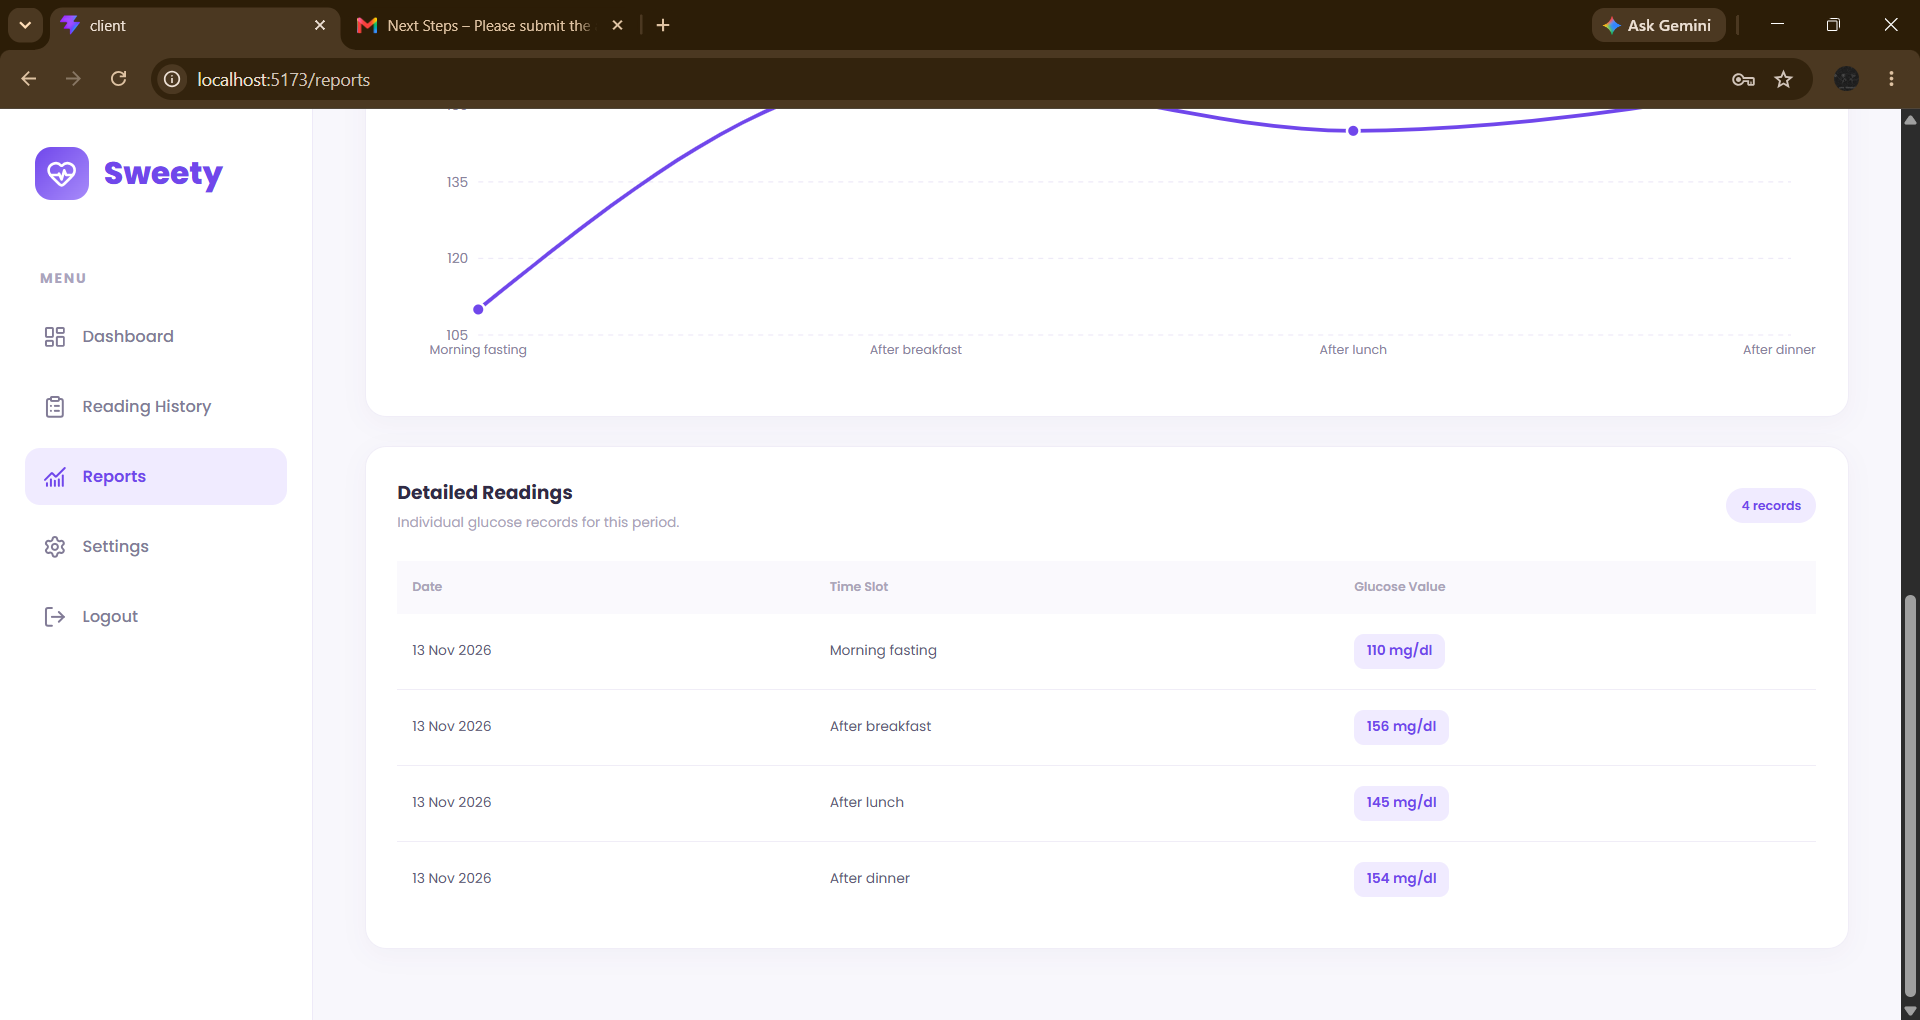 client
Next Steps – Please submit the
Ask Gemini
localhost:5173/reports
Sweety
MENU
Dashboard
Reading History
Reports
Settings
Logout
135
120
105
Morning fasting
After breakfast
After lunch
After dinner
Detailed Readings
Individual glucose records for this period.
4 records
Date Time Slot Glucose Value
13 Nov 2026 Morning fasting 110 mg/dl
13 Nov 2026 After breakfast 156 mg/dl
13 Nov 2026 After lunch 145 mg/dl
13 Nov 2026 After dinner 154 mg/dl